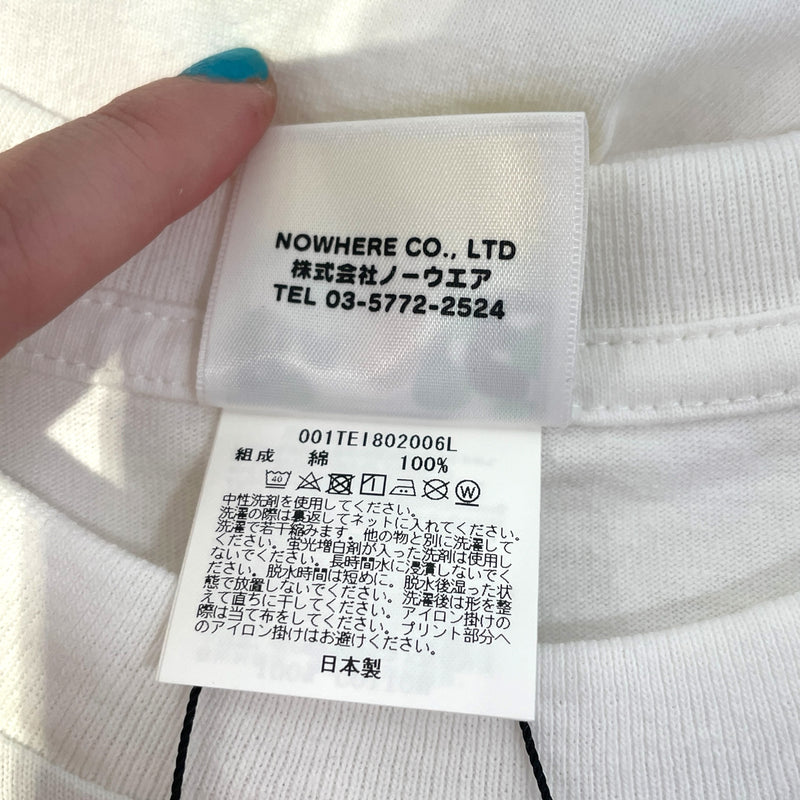 NOWHERE CO., LTD
株式会社ノーウエア
TEL 03-5772-2524
001TEI802006L
組成 綿 100%
40 W
中性洗剤を使用してください。
洗濯の際は裏返してネットに入れてください。
洗濯で若干縮みます。他の物と別に洗濯して
ください。蛍光増白剤が入った洗剤は使用し
ないでください。長時間水に浸漬しないでく
ださい。脱水時間は短めに。脱水後湿った状
態で放置しないでください。洗濯後は形を整
えて直ちに干してください。アイロン掛けの
際は当て布をしてください。プリント部分へ
のアイロン掛けはお避けください。
日本製